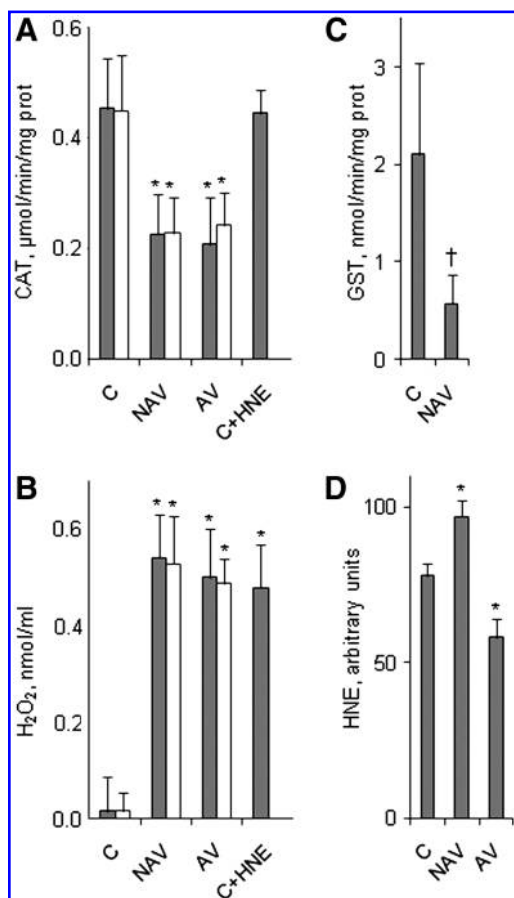 A
CAT, µmol/min/mg prot
0.6
0.4
0.2
0.0
* *
* *
C
NAV
AV
C+HNE
C
GST, nmol/min/mg prot
3
2
1
0
†
C
NAV
B
H₂O₂, nmol/ml
0.6
0.4
0.2
0.0
* *
* *
*
C
NAV
AV
C+HNE
D
HNE, arbitrary units
100
50
0
*
*
C
NAV
AV